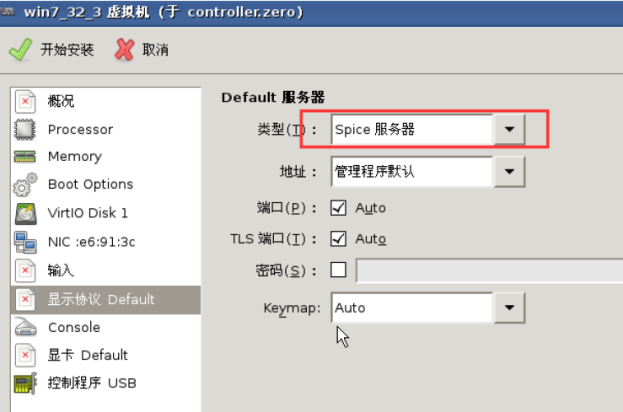 win7_32_3 虚拟机（于 controller.zero）
开始安装 取消
概况
Processor
Memory
Boot Options
VirtIO Disk 1
NIC :e6:91:3c
输入
显示协议 Default
Console
显卡 Default
控制程序 USB
Default 服务器
类型(T)： Spice 服务器
地址： 管理程序默认
端口(P)： Auto
TLS 端口(T)： Auto
密码(S)：
Keymap: Auto